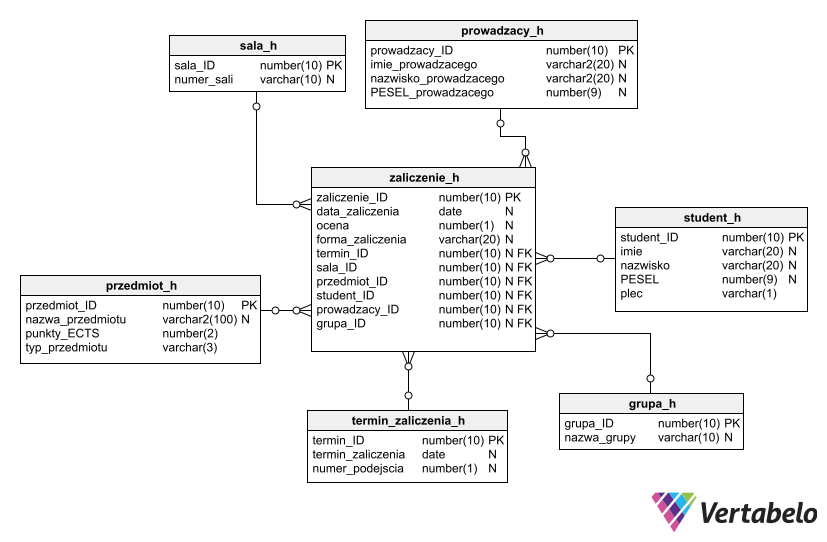 sala_h
sala_ID number(10) PK
numer_sali varchar(10) N
prowadzacy_h
prowadzacy_ID number(10) PK
imie_prowadzacego varchar2(20) N
nazwisko_prowadzacego varchar2(20) N
PESEL_prowadzacego number(9) N
zaliczenie_h
zaliczenie_ID number(10) PK
data_zaliczenia date N
ocena number(1) N
forma_zaliczenia varchar(20) N
termin_ID number(10) N FK
sala_ID number(10) N FK
przedmiot_ID number(10) N FK
student_ID number(10) N FK
prowadzacy_ID number(10) N FK
grupa_ID number(10) N FK
student_h
student_ID number(10) PK
imie varchar(20) N
nazwisko varchar(20) N
PESEL number(9) N
plec varchar(1)
przedmiot_h
przedmiot_ID number(10) PK
nazwa_przedmiotu varchar2(100) N
punkty_ECTS number(2)
typ_przedmiotu varchar(3)
termin_zaliczenia_h
termin_ID number(10) PK
termin_zaliczenia date N
numer_podejscia number(1) N
grupa_h
grupa_ID number(10) PK
nazwa_grupy varchar(10) N
Vertabelo